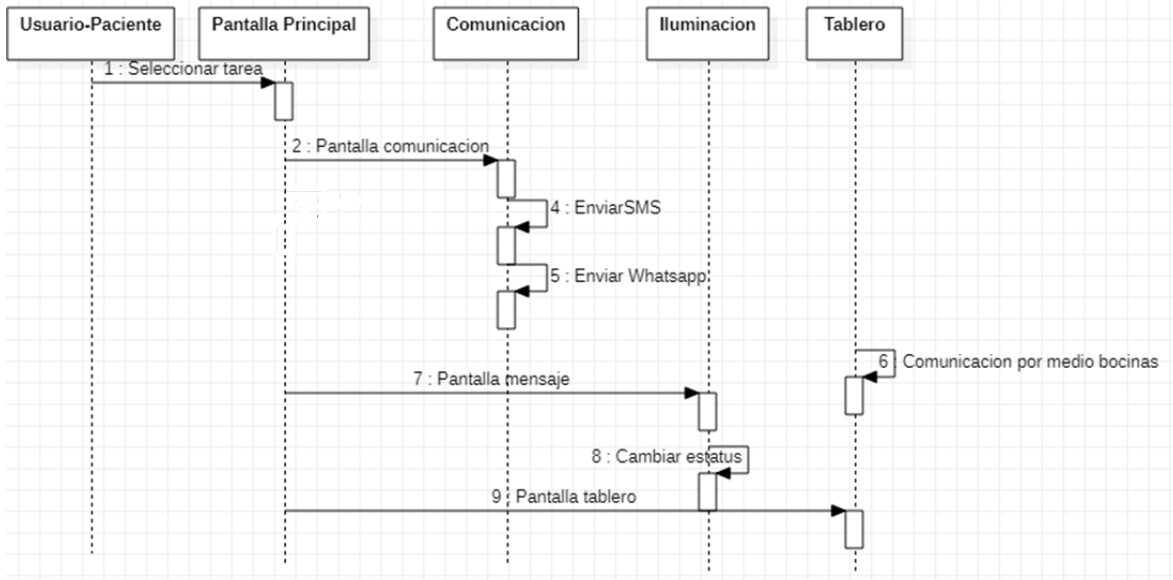 Usuario-Paciente
Pantalla Principal
Comunicacion
Iluminacion
Tablero
1 : Seleccionar tarea
2 : Pantalla comunicacion
4 : EnviarSMS
5 : Enviar Whatsapp
6 : Comunicacion por medio bocinas
7 : Pantalla mensaje
8 : Cambiar estatus
9 : Pantalla tablero